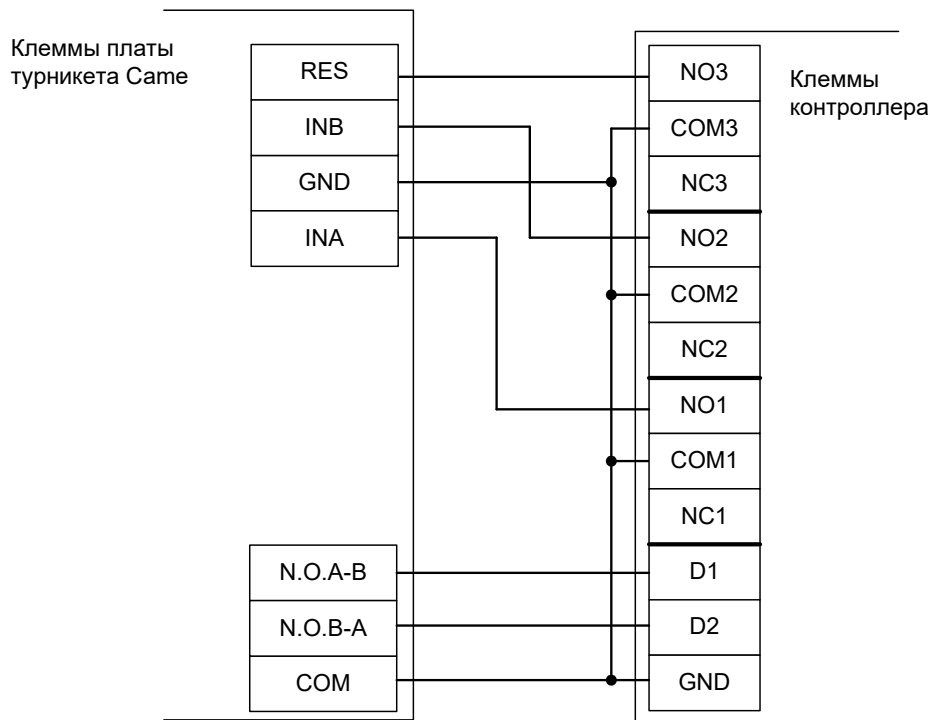 Клеммы платы
турникета Came
RES
INB
GND
INA
N.O.A-B
N.O.B-A
COM
Клеммы
контроллера
NO3
COM3
NC3
NO2
COM2
NC2
NO1
COM1
NC1
D1
D2
GND